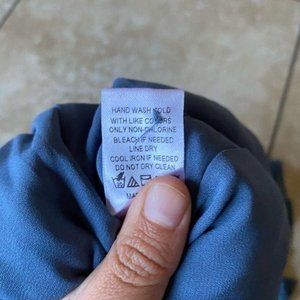 HAND WASH COLD
WITH LIKE COLORS
ONLY NON-CHLORINE
BLEACH IF NEEDED
LINE DRY
COOL IRON IF NEEDED
DO NOT DRY CLEAN
MA